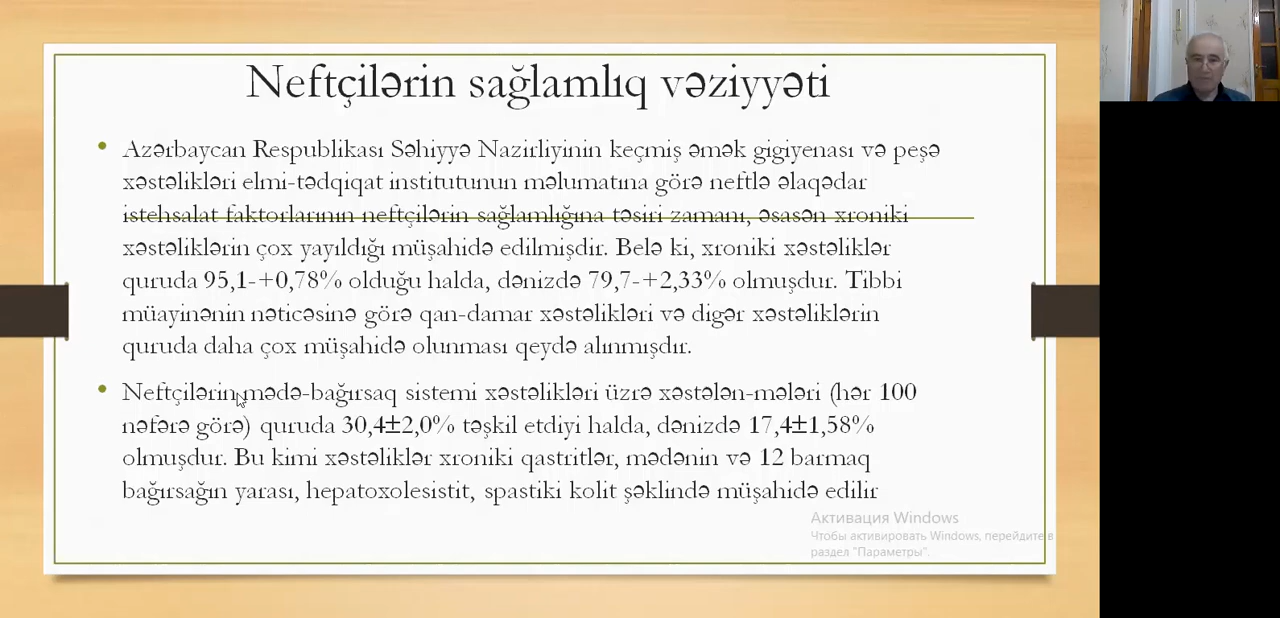 Neftçilərin sağlamlıq vəziyyəti
• Azərbaycan Respublikası Səhiyyə Nazirliyinin keçmiş əmək gigiyenası və peşə
xəstəlikləri elmi-tədqiqat institutunun məlumatına görə neftlə əlaqədar
istehsalat faktorlarının neftçilərin sağlamlığına təsiri zamanı, əsasən xroniki
xəstəliklərin çox yayıldığı müşahidə edilmişdir. Belə ki, xroniki xəstəliklər
quruda 95,1-+0,78% olduğu halda, dənizdə 79,7-+2,33% olmuşdur. Tibbi
müayinənin nəticəsinə görə qan-damar xəstəlikləri və digər xəstəliklərin
quruda daha çox müşahidə olunması qeydə alınmışdır.
• Neftçilərin mədə-bağırsaq sistemi xəstəlikləri üzrə xəstələn-mələri (hər 100
nəfərə görə) quruda 30,4±2,0% təşkil etdiyi halda, dənizdə 17,4±1,58%
olmuşdur. Bu kimi xəstəliklər xroniki qastritlər, mədənin və 12 barmaq
bağırsağın yarası, hepatoxolesistit, spastiki kolit şəklində müşahidə edilir
Активация Windows
Чтобы активировать Windows, перейдите в
раздел "Параметры".